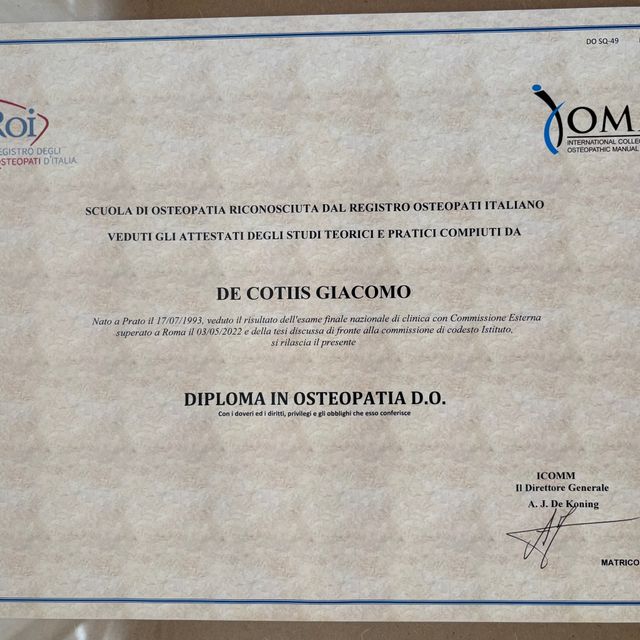 DO SQ-49
Roi
REGISTRO DEGLI
OSTEOPATI D'ITALIA
INTERNATIONAL COLLEG
OSTEOPATHIC MANUAL
SCUOLA DI OSTEOPATIA RICONOSCIUTA DAL REGISTRO OSTEOPATI ITALIANO
VEDUTI GLI ATTESTATI DEGLI STUDI TEORICI E PRATICI COMPIUTI DA
DE COTIIS GIACOMO
Nato a Prato il 17/07/1993, veduto il risultato dell'esame finale nazionale di clinica con Commissione Esterna
superato a Roma il 03/05/2022 e della tesi discussa di fronte alla commissione di codesto Istituto,
si rilascia il presente
DIPLOMA IN OSTEOPATIA D.O.
Con i doveri ed i diritti, privilegi e gli obblighi che esso conferisce
ICOMM
Il Direttore Generale
A. J. De Koning
MATRICO